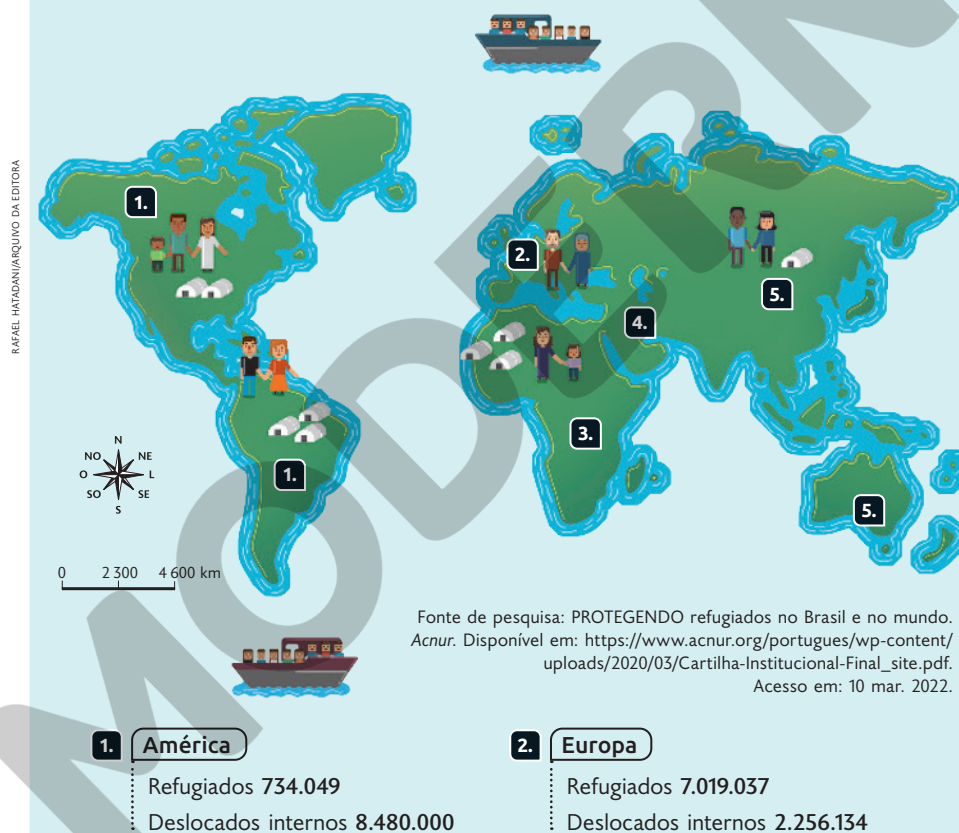 RAFAEL HATADANI/ARQUIVO DA EDITORA
1.
2.
5.
4.
3.
1.
5.
N
NO NE
O L
SO SE
S
0 2 300 4 600 km
Fonte de pesquisa: PROTEGENDO refugiados no Brasil e no mundo.
Acnur. Disponível em: https://www.acnur.org/portugues/wp-content/
uploads/2020/03/Cartilha-Institucional-Final_site.pdf.
Acesso em: 10 mar. 2022.
1. América
Refugiados 734.049
Deslocados internos 8.480.000
2. Europa
Refugiados 7.019.037
Deslocados internos 2.256.134